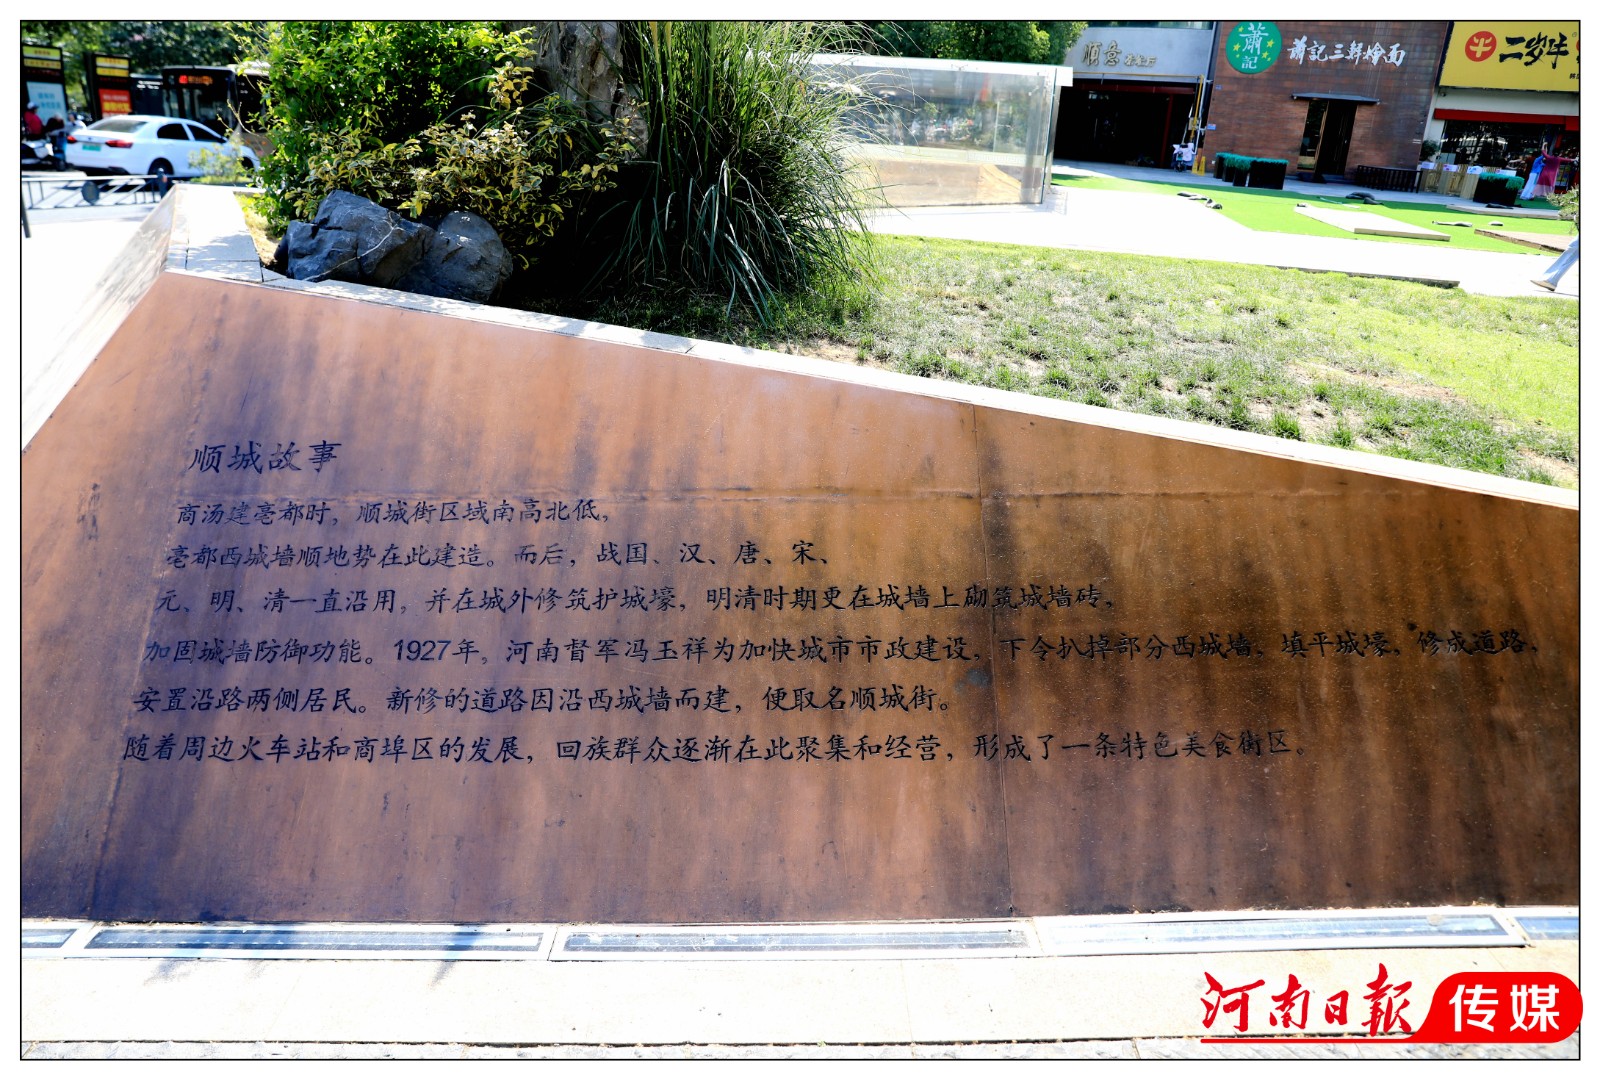 顺意
蕭記
萧記三鲜燴面
二岁半
顺城故事
商汤建亳都时，顺城街区域南高北低，
亳都西城墙顺地势在此建造。而后，战国、汉、唐、宋、
元、明、清一直沿用，并在城外修筑护城壕，明清时期更在城墙上砌筑城墙砖，
加固城墙防御功能。1927年，河南督军冯玉祥为加快城市市政建设，下令扒掉部分西城墙，填平城壕，修成道路，
安置沿路两侧居民。新修的道路因沿西城墙而建，便取名顺城街。
随着周边火车站和商埠区的发展，回族群众逐渐在此聚集和经营，形成了一条特色美食街区。
河南日报 传媒